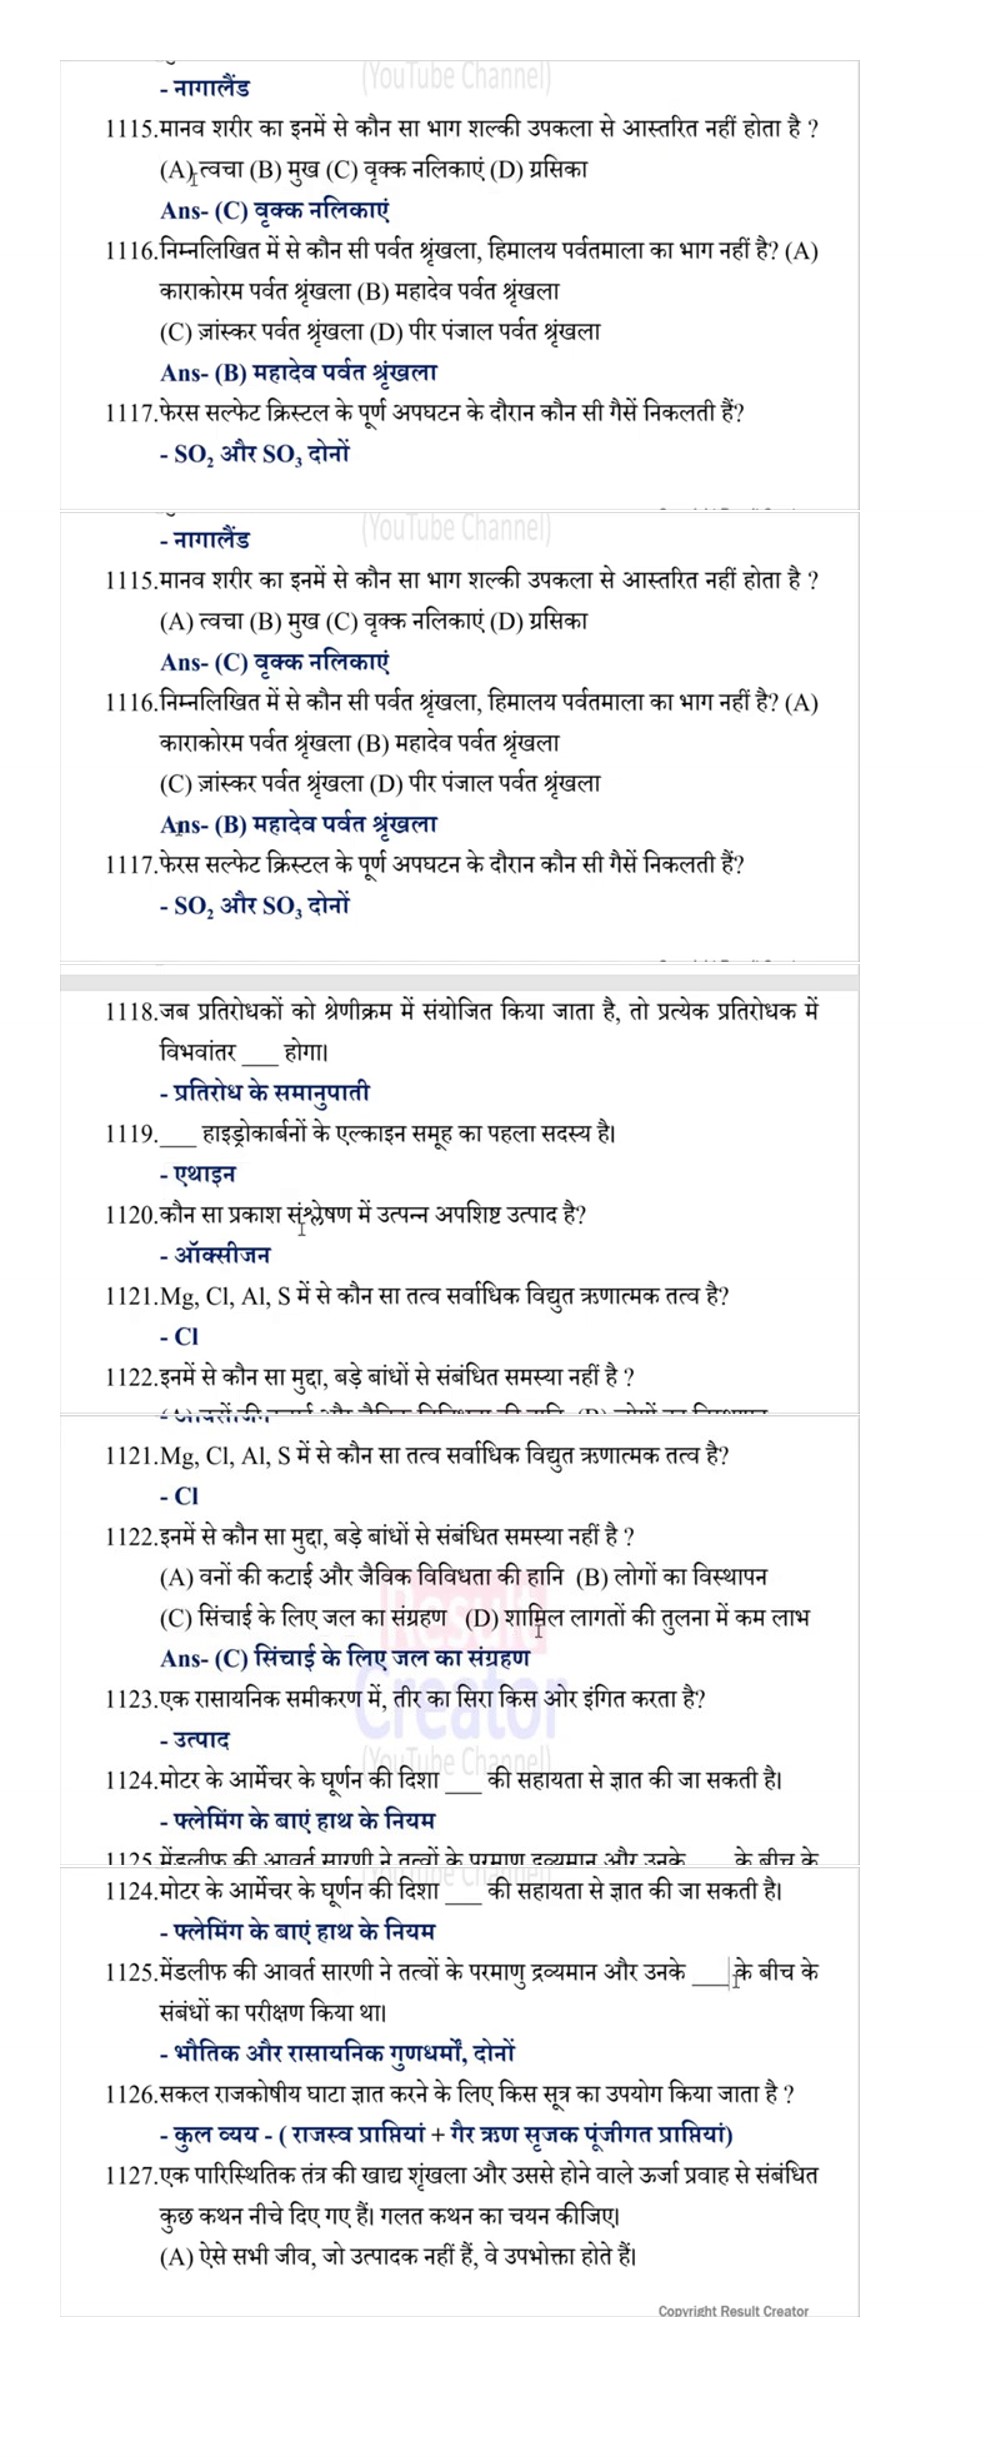 (YouTube Channel)
- नागालैंड
1115.मानव शरीर का इनमें से कौन सा भाग शल्की उपकला से आस्तरित नहीं होता है ?
(A) त्वचा (B) मुख (C) वृक्क नलिकाएं (D) ग्रसिका
Ans- (C) वृक्क नलिकाएं
1116.निम्नलिखित में से कौन सी पर्वत श्रृंखला, हिमालय पर्वतमाला का भाग नहीं है? (A)
काराकोरम पर्वत श्रृंखला (B) महादेव पर्वत श्रृंखला
(C) ज़ांस्कर पर्वत श्रृंखला (D) पीर पंजाल पर्वत श्रृंखला
Ans- (B) महादेव पर्वत श्रृंखला
1117.फेरस सल्फेट क्रिस्टल के पूर्ण अपघटन के दौरान कौन सी गैसें निकलती हैं?
- SO₂ और SO₃ दोनों
(YouTube Channel)
- नागालैंड
1115.मानव शरीर का इनमें से कौन सा भाग शल्की उपकला से आस्तरित नहीं होता है ?
(A) त्वचा (B) मुख (C) वृक्क नलिकाएं (D) ग्रसिका
Ans- (C) वृक्क नलिकाएं
1116.निम्नलिखित में से कौन सी पर्वत श्रृंखला, हिमालय पर्वतमाला का भाग नहीं है? (A)
काराकोरम पर्वत श्रृंखला (B) महादेव पर्वत श्रृंखला
(C) ज़ांस्कर पर्वत श्रृंखला (D) पीर पंजाल पर्वत श्रृंखला
Ans- (B) महादेव पर्वत श्रृंखला
1117.फेरस सल्फेट क्रिस्टल के पूर्ण अपघटन के दौरान कौन सी गैसें निकलती हैं?
- SO₂ और SO₃ दोनों
1118.जब प्रतिरोधकों को श्रेणीक्रम में संयोजित किया जाता है, तो प्रत्येक प्रतिरोधक में
विभवांतर ___ होगा।
- प्रतिरोध के समानुपाती
1119.___ हाइड्रोकार्बनों के एल्काइन समूह का पहला सदस्य है।
- एथाइन
1120.कौन सा प्रकाश संश्लेषण में उत्पन्न अपशिष्ट उत्पाद है?
- ऑक्सीजन
1121.Mg, Cl, Al, S में से कौन सा तत्व सर्वाधिक विद्युत ऋणात्मक तत्व है?
- Cl
1122.इनमें से कौन सा मुद्दा, बड़े बांधों से संबंधित समस्या नहीं है ?
1121.Mg, Cl, Al, S में से कौन सा तत्व सर्वाधिक विद्युत ऋणात्मक तत्व है?
- Cl
1122.इनमें से कौन सा मुद्दा, बड़े बांधों से संबंधित समस्या नहीं है ?
(A) वनों की कटाई और जैविक विविधता की हानि (B) लोगों का विस्थापन
(C) सिंचाई के लिए जल का संग्रहण (D) शामिल लागतों की तुलना में कम लाभ
Result
Ans- (C) सिंचाई के लिए जल का संग्रहण
1123.एक रासायनिक समीकरण में, तीर का सिरा किस ओर इंगित करता है?
Creator
- उत्पाद
(YouTube Channel)
1124.मोटर के आर्मेचर के घूर्णन की दिशा ___ की सहायता से ज्ञात की जा सकती है।
- फ्लेमिंग के बाएं हाथ के नियम
1125 मेंडलीफ की आवर्त सारणी ने तत्वों के परमाणु द्रव्यमान और उनके ___ के बीच के
(YouTube Channel)
1124.मोटर के आर्मेचर के घूर्णन की दिशा ___ की सहायता से ज्ञात की जा सकती है।
- फ्लेमिंग के बाएं हाथ के नियम
1125.मेंडलीफ की आवर्त सारणी ने तत्वों के परमाणु द्रव्यमान और उनके ___ के बीच के
संबंधों का परीक्षण किया था।
- भौतिक और रासायनिक गुणधर्मों, दोनों
1126.सकल राजकोषीय घाटा ज्ञात करने के लिए किस सूत्र का उपयोग किया जाता है ?
- कुल व्यय - ( राजस्व प्राप्तियां + गैर ऋण सृजक पूंजीगत प्राप्तियां)
1127.एक पारिस्थितिक तंत्र की खाद्य शृंखला और उससे होने वाले ऊर्जा प्रवाह से संबंधित
कुछ कथन नीचे दिए गए हैं। गलत कथन का चयन कीजिए।
(A) ऐसे सभी जीव, जो उत्पादक नहीं हैं, वे उपभोक्ता होते हैं।
Copyright Result Creator